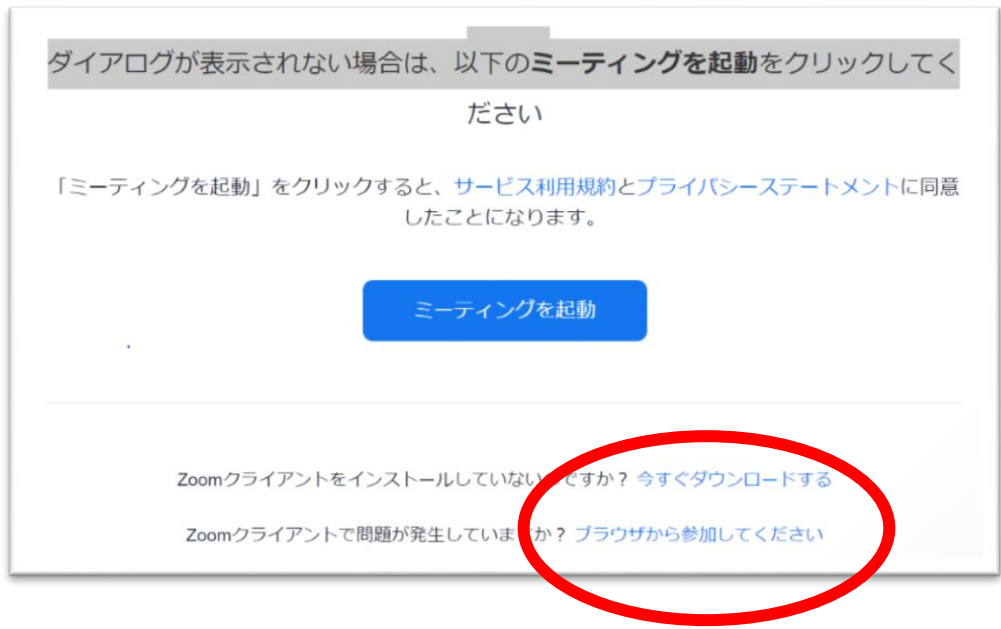 ダイアログが表示されない場合は、以下のミーティングを起動をクリックしてく
ださい
「ミーティングを起動」をクリックすると、サービス利用規約とプライバシーステートメントに同意
したことになります。
ミーティングを起動
Zoomクライアントをインストールしていない ですか？今すぐダウンロードする
Zoomクライアントで問題が発生していま か？ブラウザから参加してください